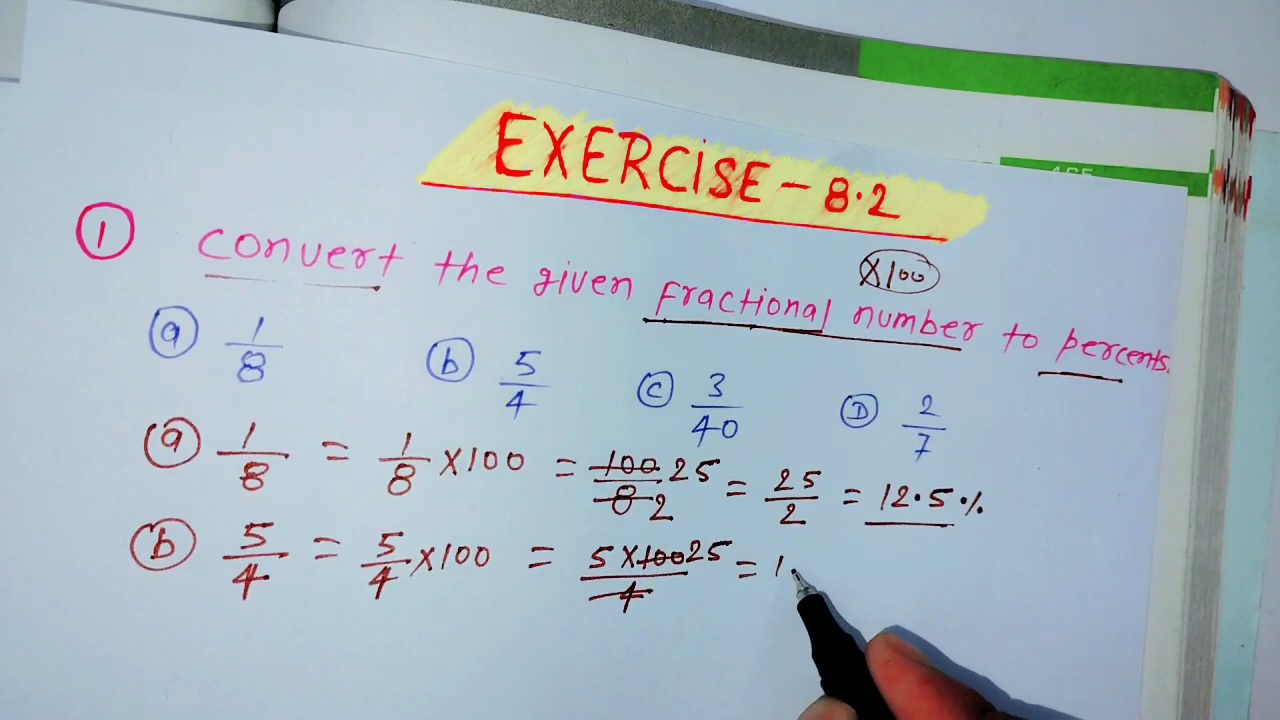 EXERCISE - 8.2
×100
① Convert the given fractional number to percents.
ⓐ 1/8 ⓑ 5/4 ⓒ 3/40 Ⓓ 2/7
ⓐ 1/8 = 1/8 ×100 = 100/8 25/2 = 25/2 = 12.5 %
ⓑ 5/4 = 5/4 ×100 = 5×100/4 25 = 1